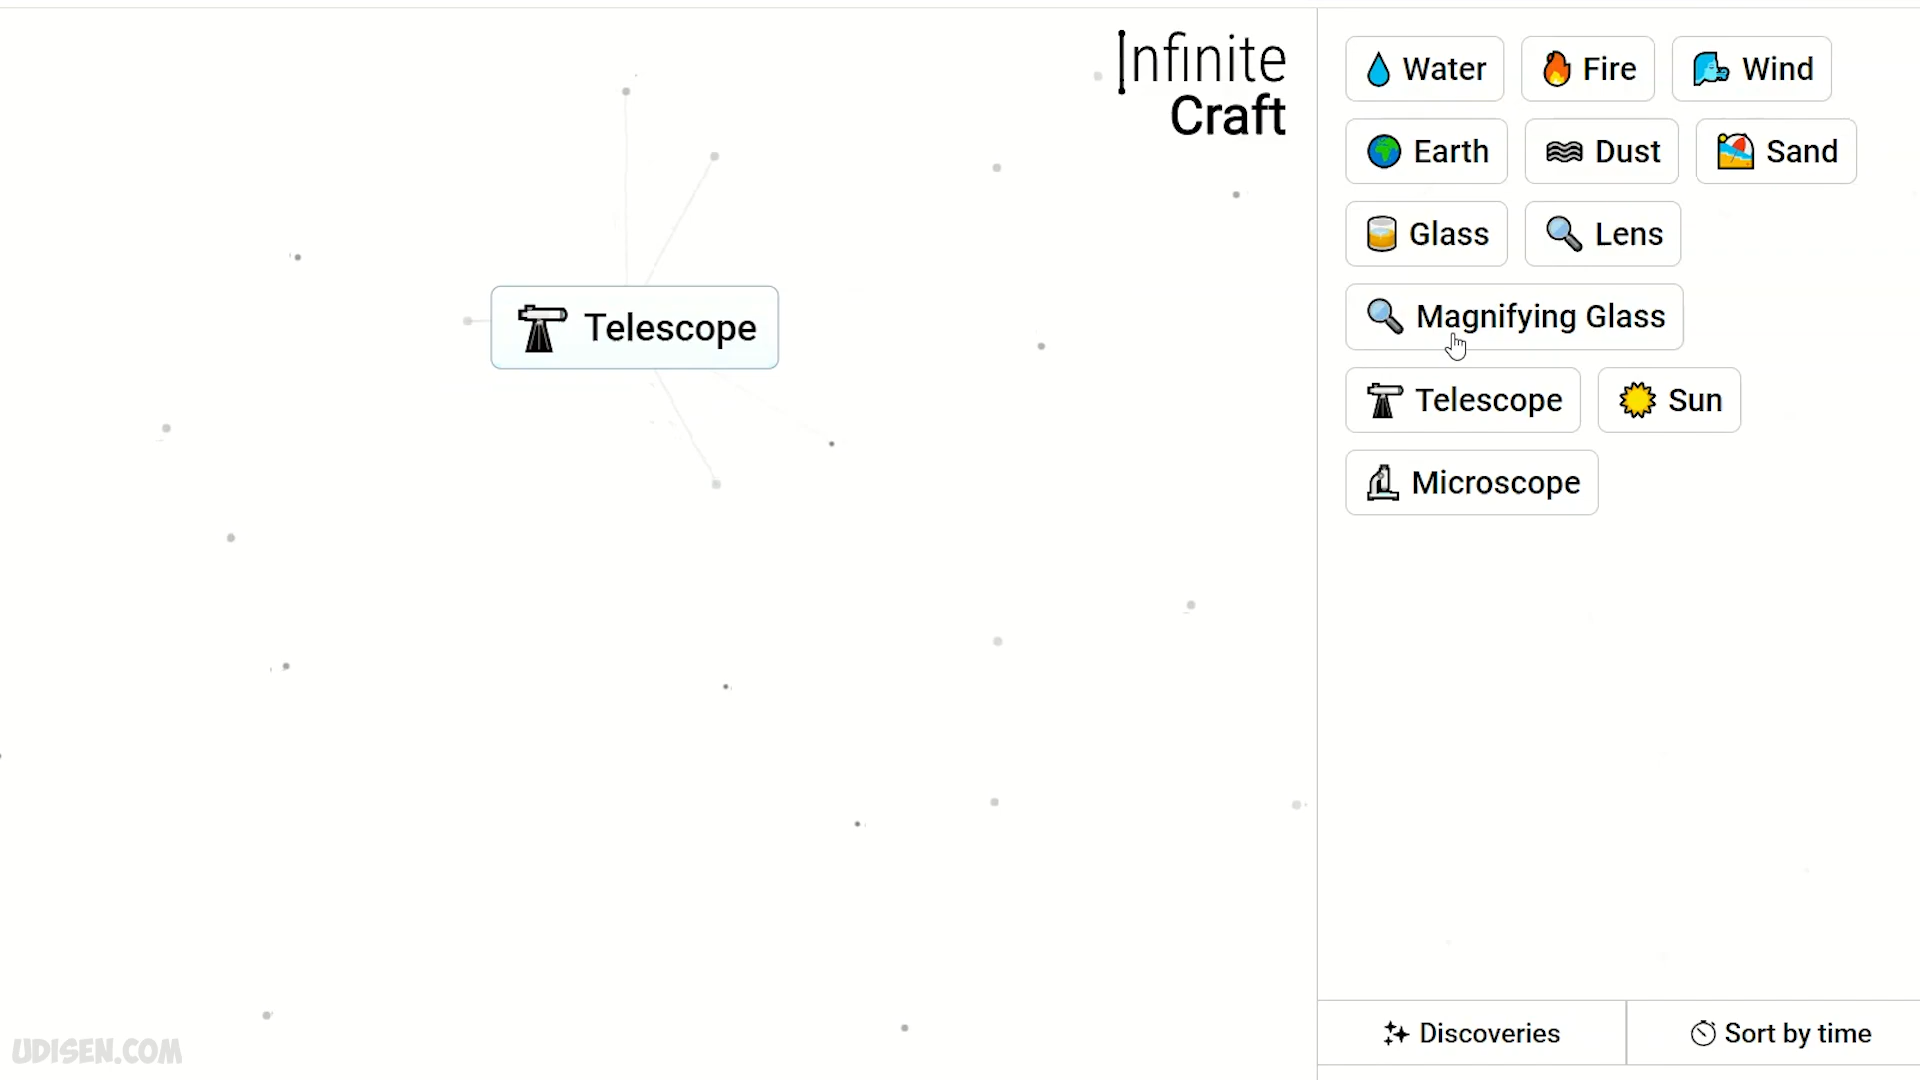 Infinite
Craft
Water Fire Wind
Earth Dust Sand
Glass Lens
Telescope
Magnifying Glass
Telescope Sun
Microscope
Discoveries Sort by time
UDISEN.COM